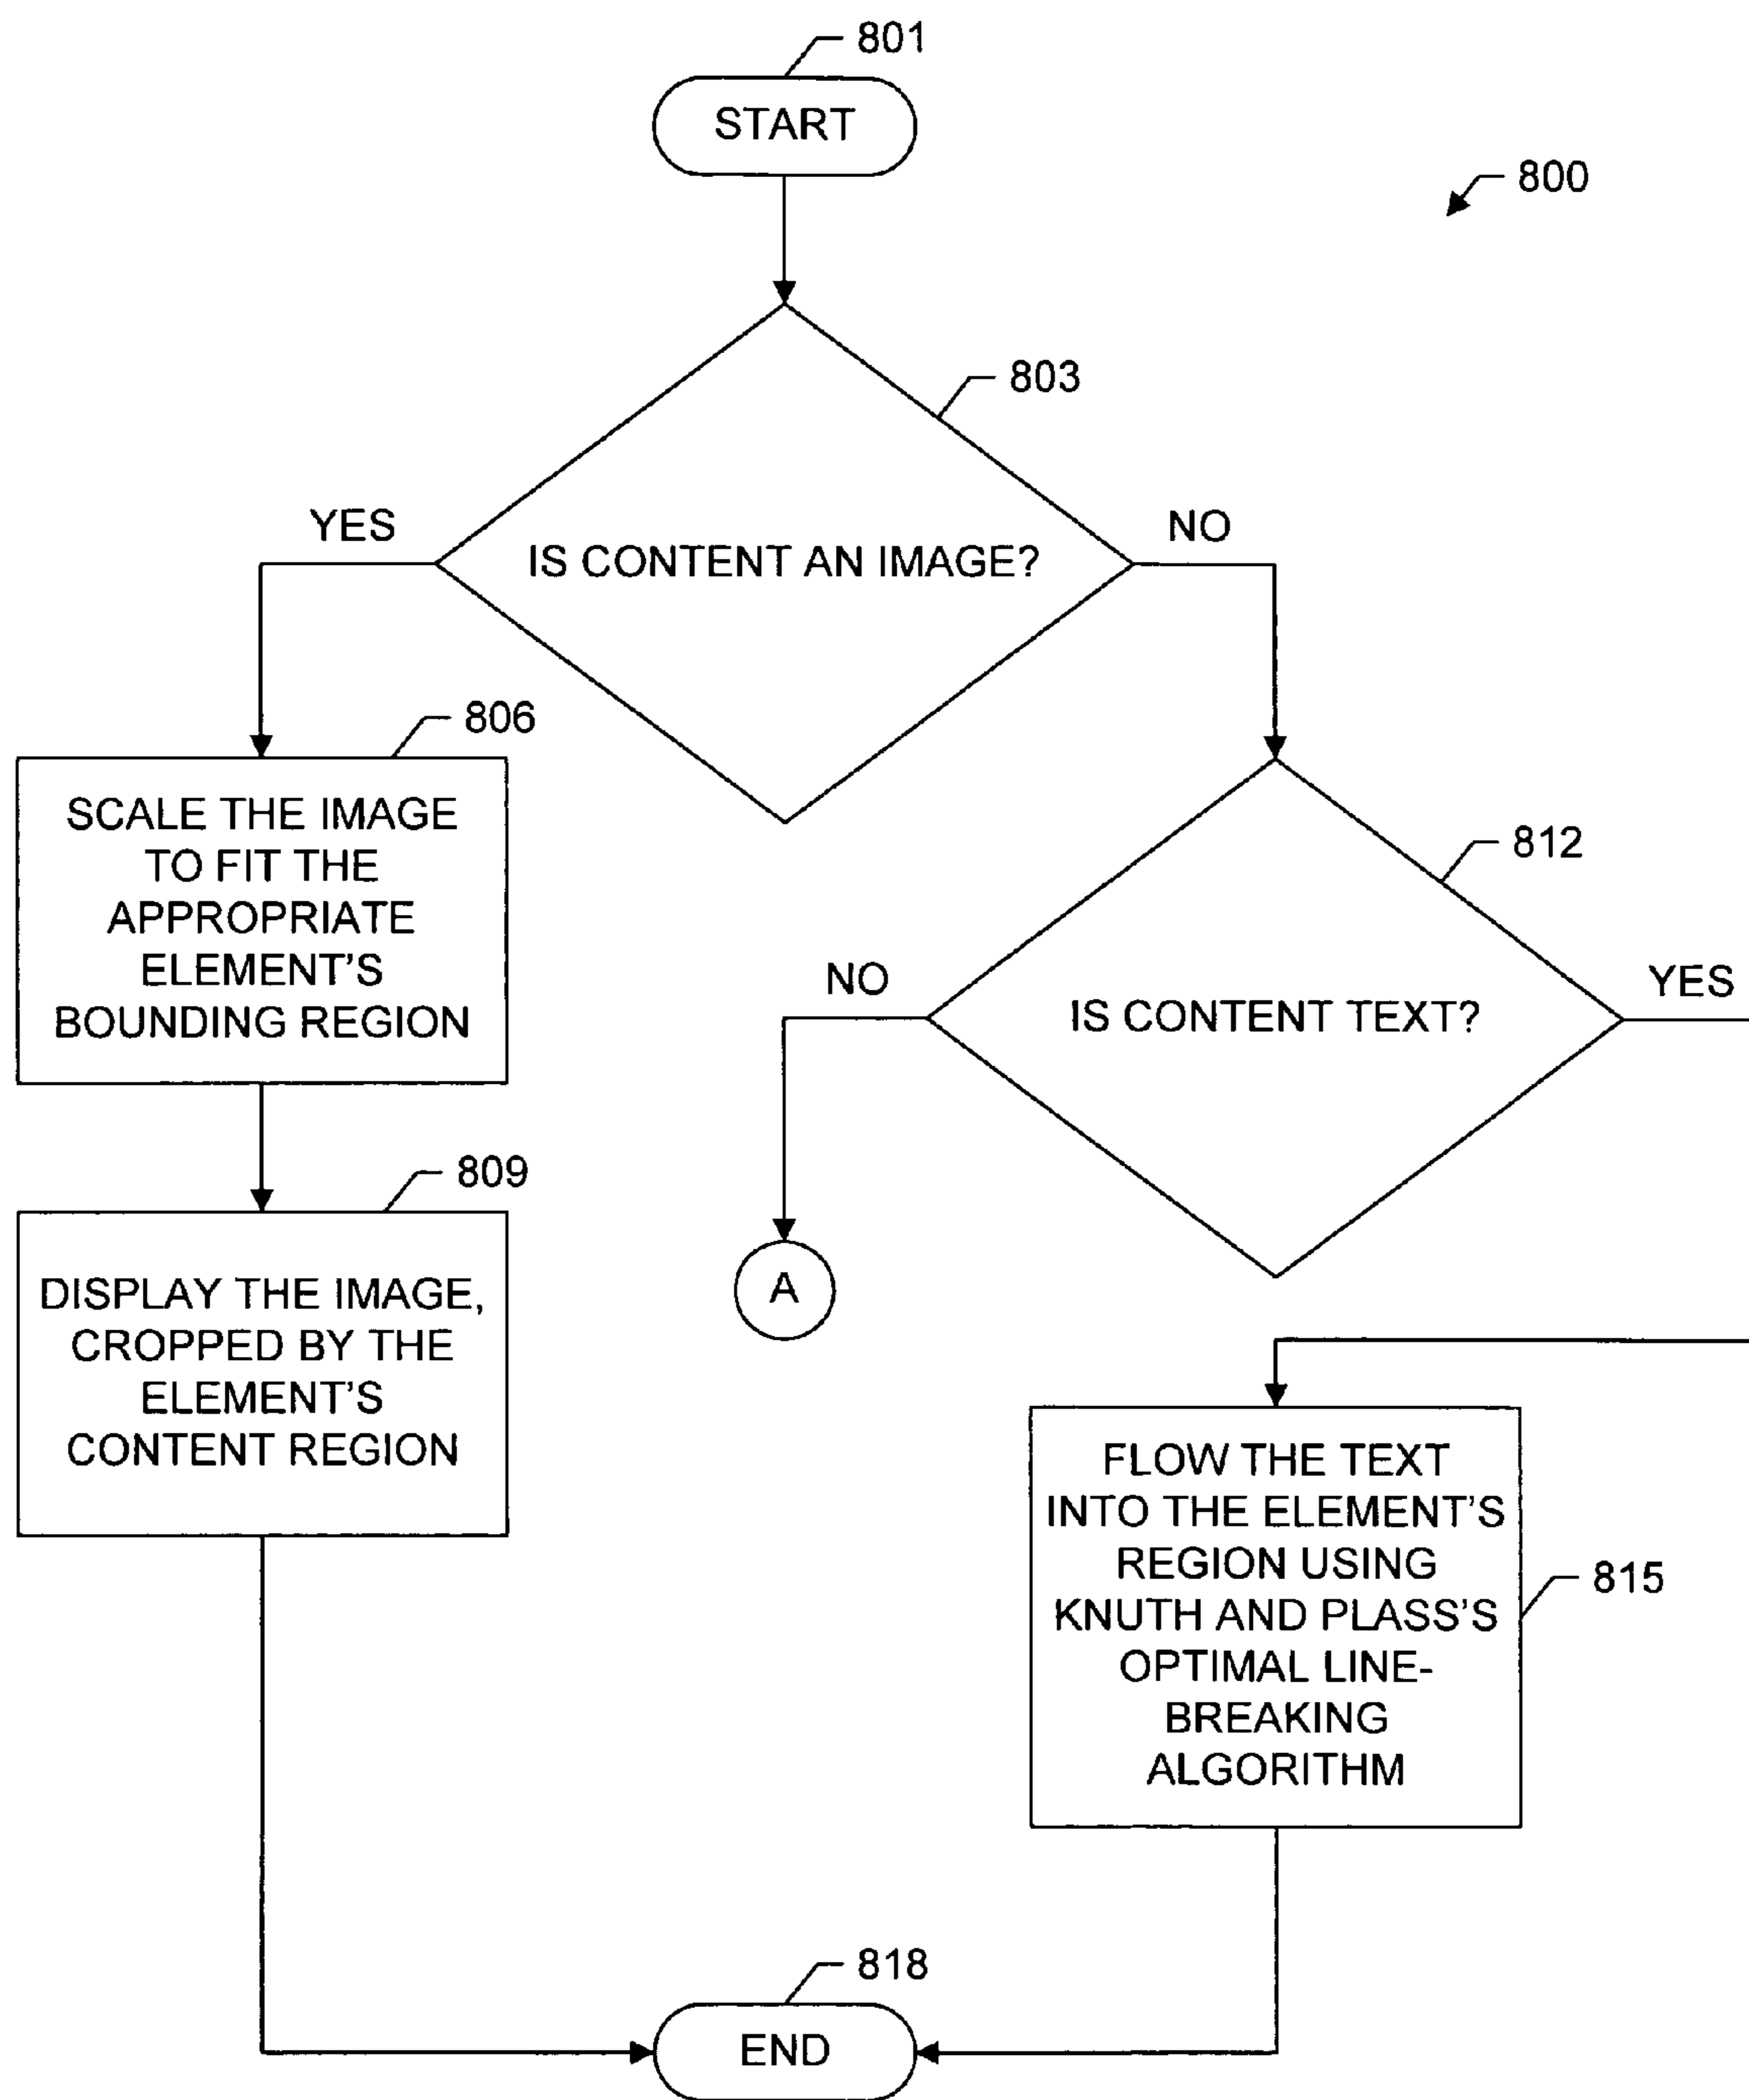 801
START
800
803
YES
NO
IS CONTENT AN IMAGE?
806
SCALE THE IMAGE
TO FIT THE
APPROPRIATE
ELEMENT'S
BOUNDING REGION
812
NO
YES
IS CONTENT TEXT?
809
DISPLAY THE IMAGE,
CROPPED BY THE
ELEMENT'S
CONTENT REGION
A
FLOW THE TEXT
INTO THE ELEMENT'S
REGION USING
KNUTH AND PLASS'S
OPTIMAL LINE-
BREAKING
ALGORITHM
815
818
END